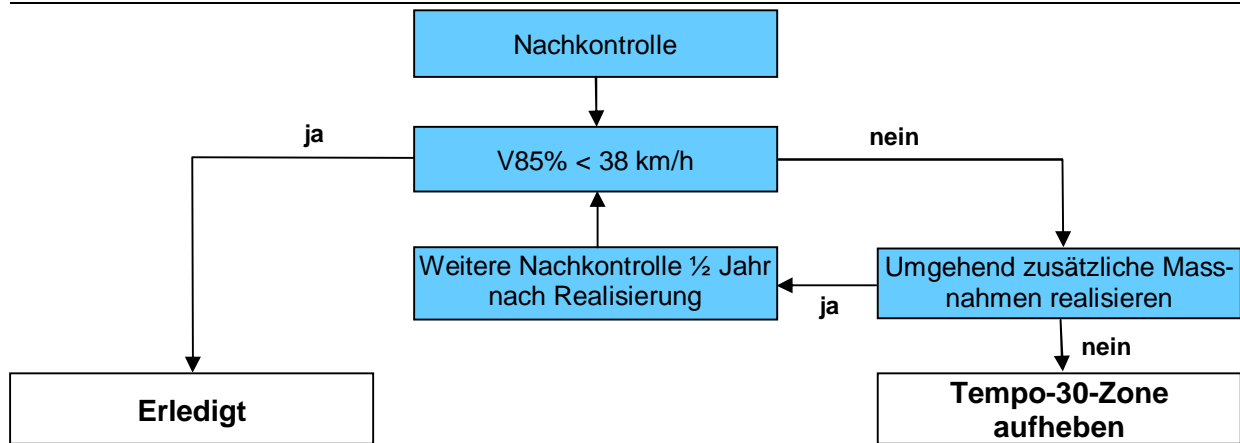 Nachkontrolle
ja
nein
V85% < 38 km/h
Weitere Nachkontrolle ½ Jahr
nach Realisierung
Umgehend zusätzliche Mass-
nahmen realisieren
ja
nein
Erledigt
Tempo-30-Zone
aufheben